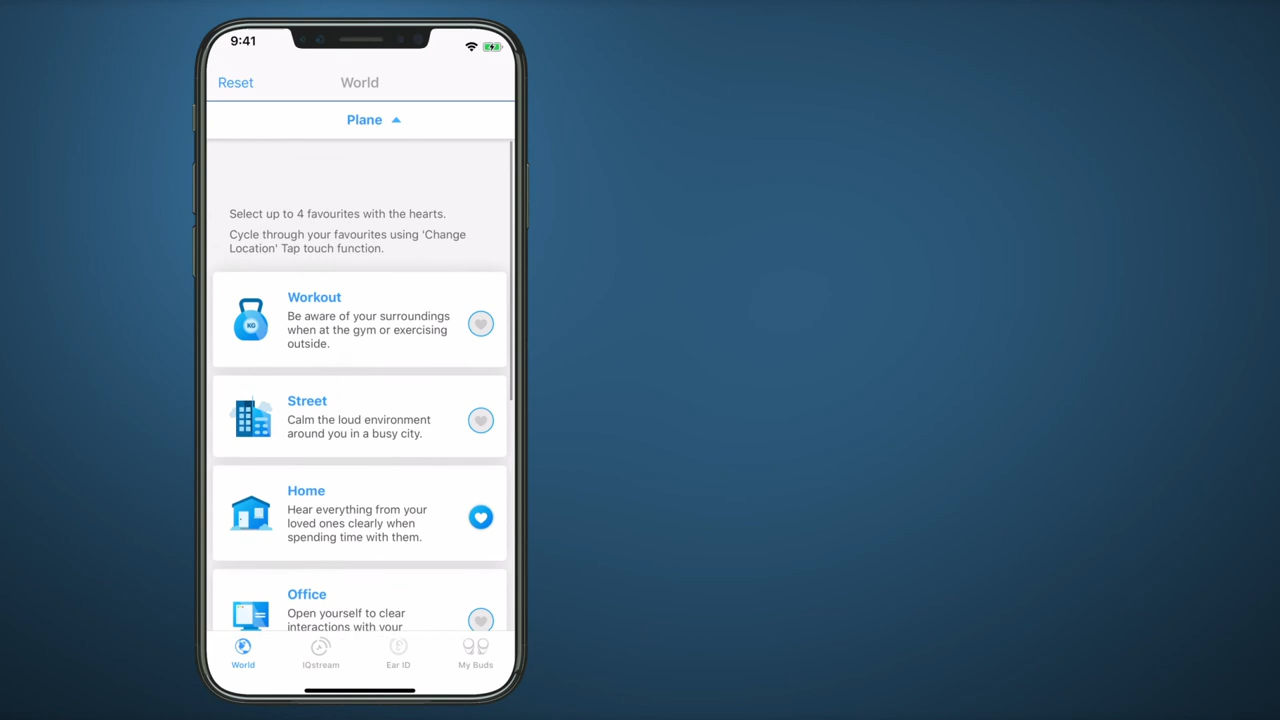 9:41
Reset
World
Plane
Select up to 4 favourites with the hearts.
Cycle through your favourites using 'Change
Location' Tap touch function.
KG
Workout
Be aware of your surroundings
when at the gym or exercising
outside.
Street
Calm the loud environment
around you in a busy city.
Home
Hear everything from your
loved ones clearly when
spending time with them.
Office
Open yourself to clear
interactions with your
World
IQstream
Ear ID
My Buds